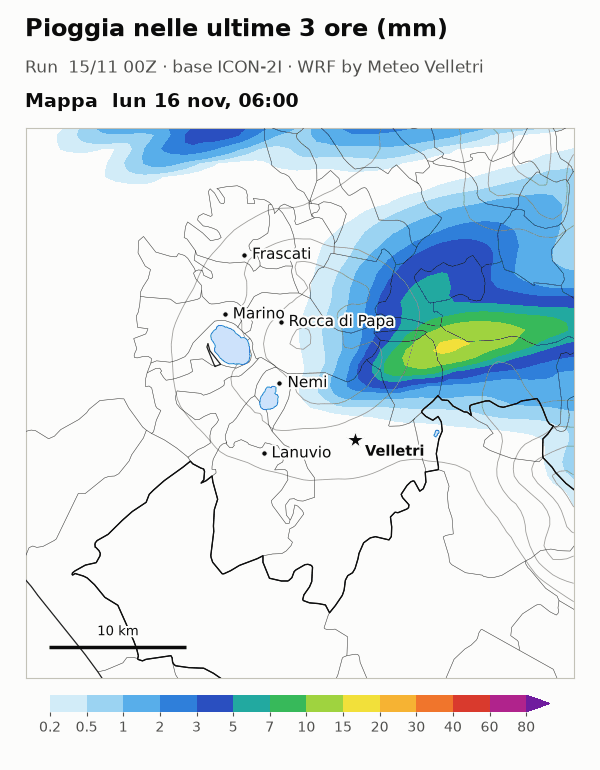 Pioggia nelle ultime 3 ore (mm)
Run  15/11 00Z · base ICON-2I · WRF by Meteo Velletri
Mappa  lun 16 nov, 06:00
Frascati
Marino
Rocca di Papa
Nemi
Velletri
Lanuvio
10 km
0.2 0.5 1 2 3 5 7 10 15 20 30 40 60 80